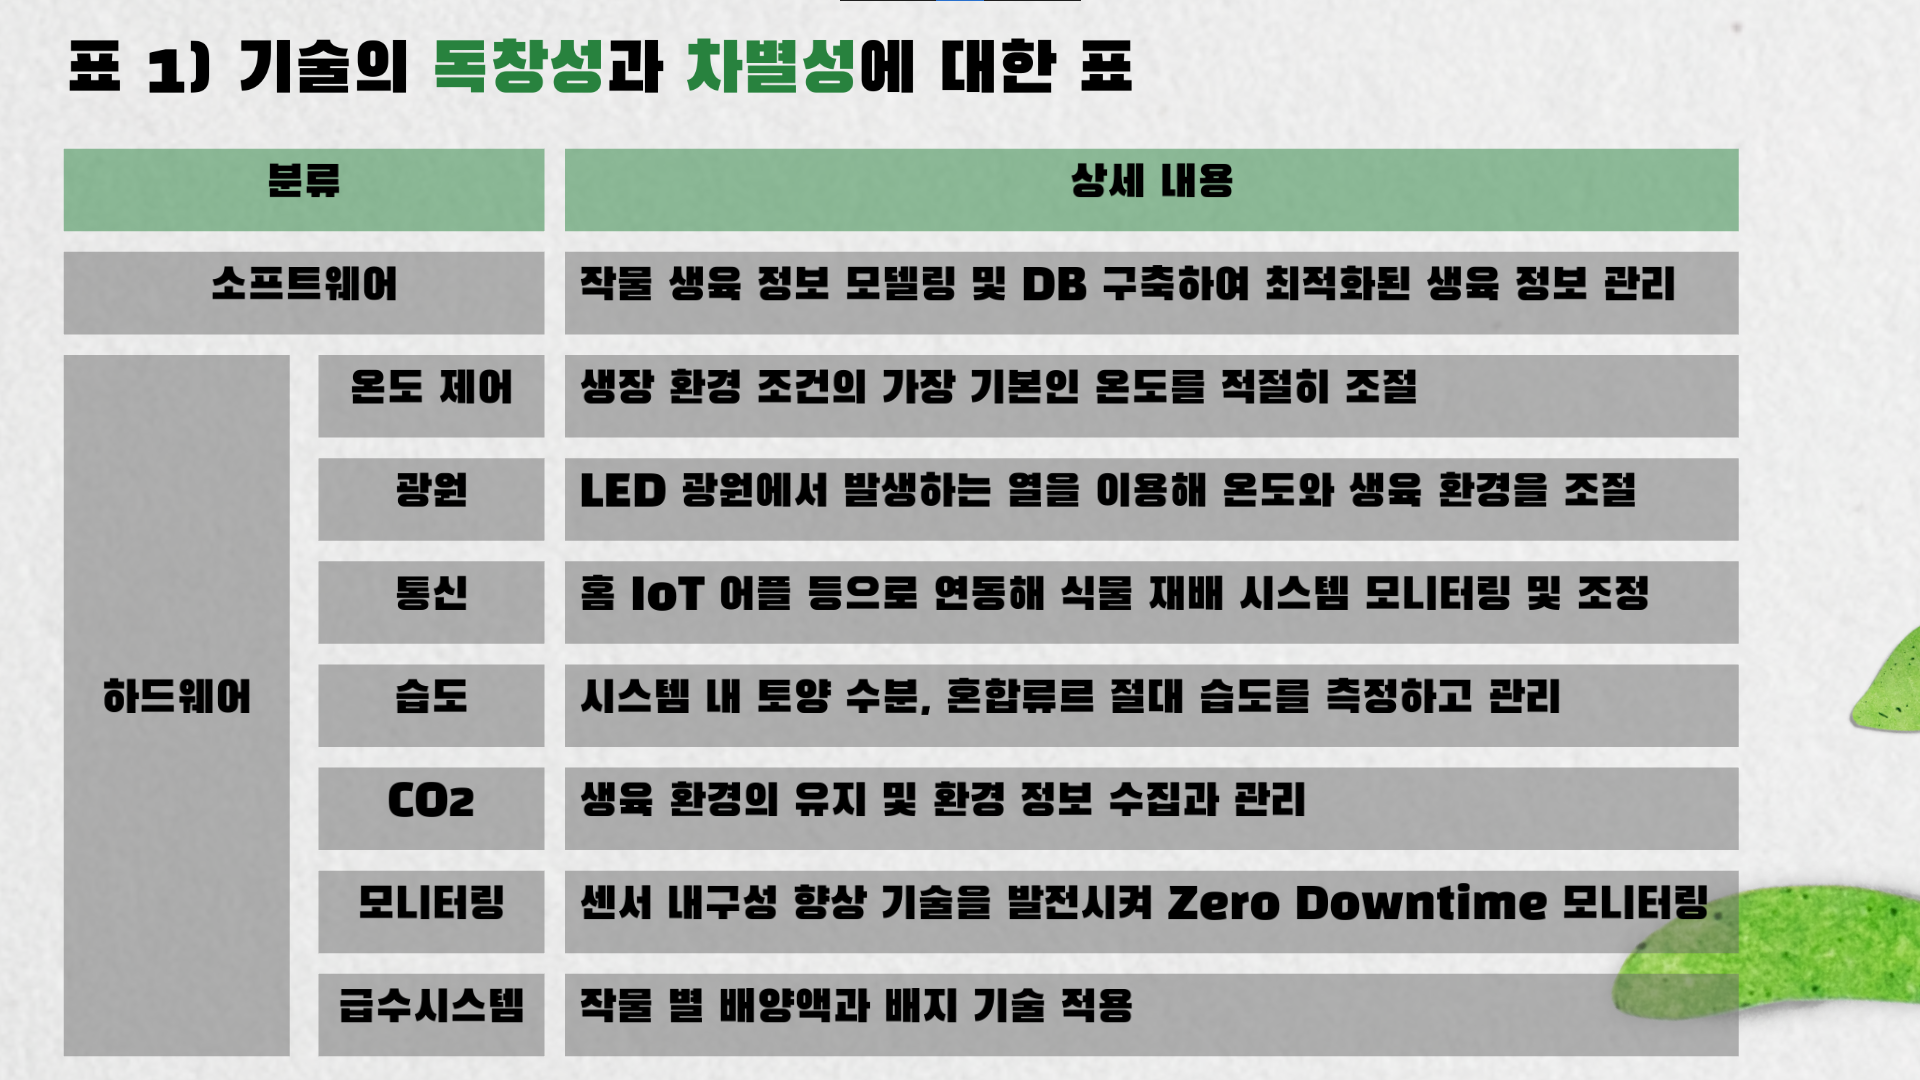 표 1) 기술의 독창성과 차별성에 대한 표
분류
상세 내용
소프트웨어
작물 생육 정보 모델링 및 DB 구축하여 최적화된 생육 정보 관리
하드웨어
온도 제어
생장 환경 조건의 가장 기본인 온도를 적절히 조절
광원
LED 광원에서 발생하는 열을 이용해 온도와 생육 환경을 조절
통신
홈 IoT 어플 등으로 연동해 식물 재배 시스템 모니터링 및 조정
습도
시스템 내 토양 수분, 혼합류르 절대 습도를 측정하고 관리
CO2
생육 환경의 유지 및 환경 정보 수집과 관리
모니터링
센서 내구성 향상 기술을 발전시켜 Zero Downtime 모니터링
급수시스템
작물 별 배양액과 배지 기술 적용